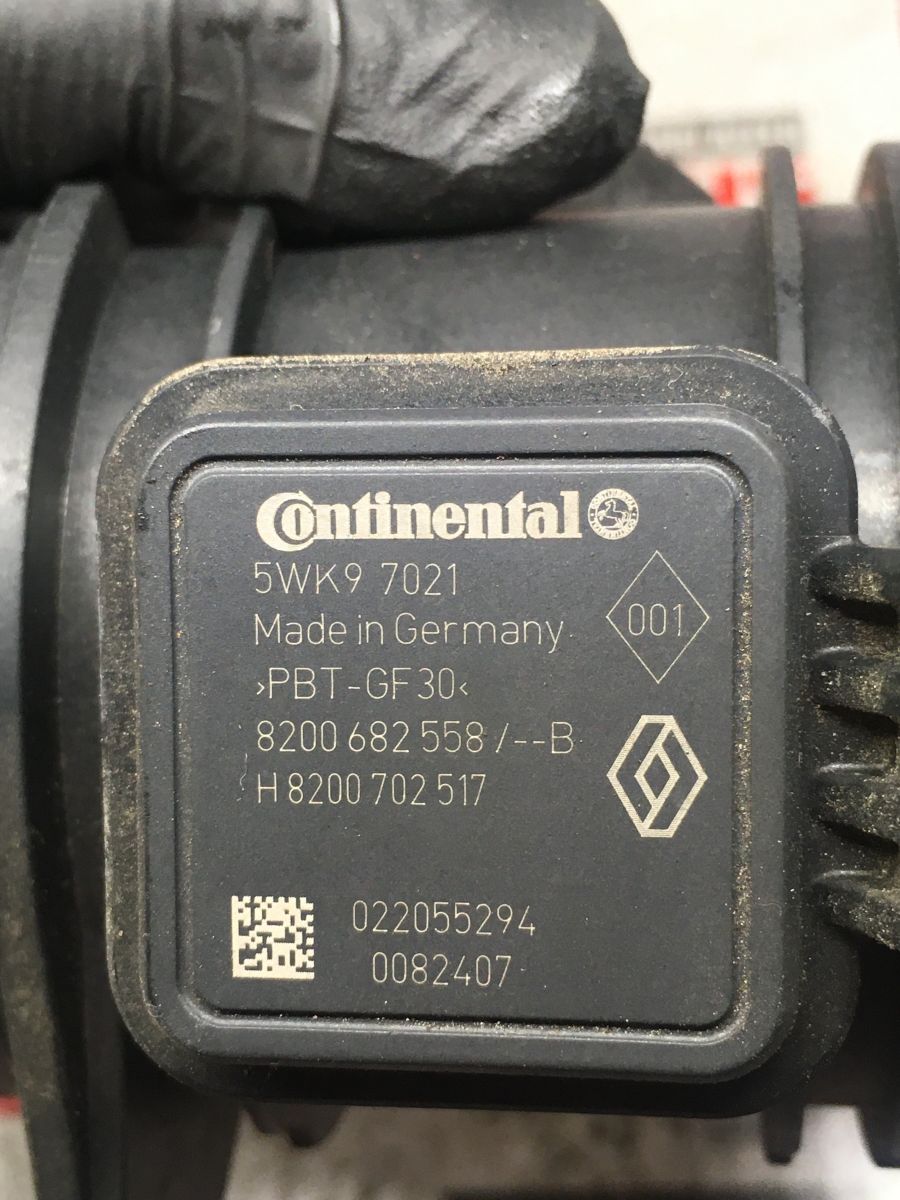 Continental
5WK9 7021
Made in Germany
001
›PBT-GF30‹
8200 682 558 /--B
H 8200 702 517
022055294
0082407